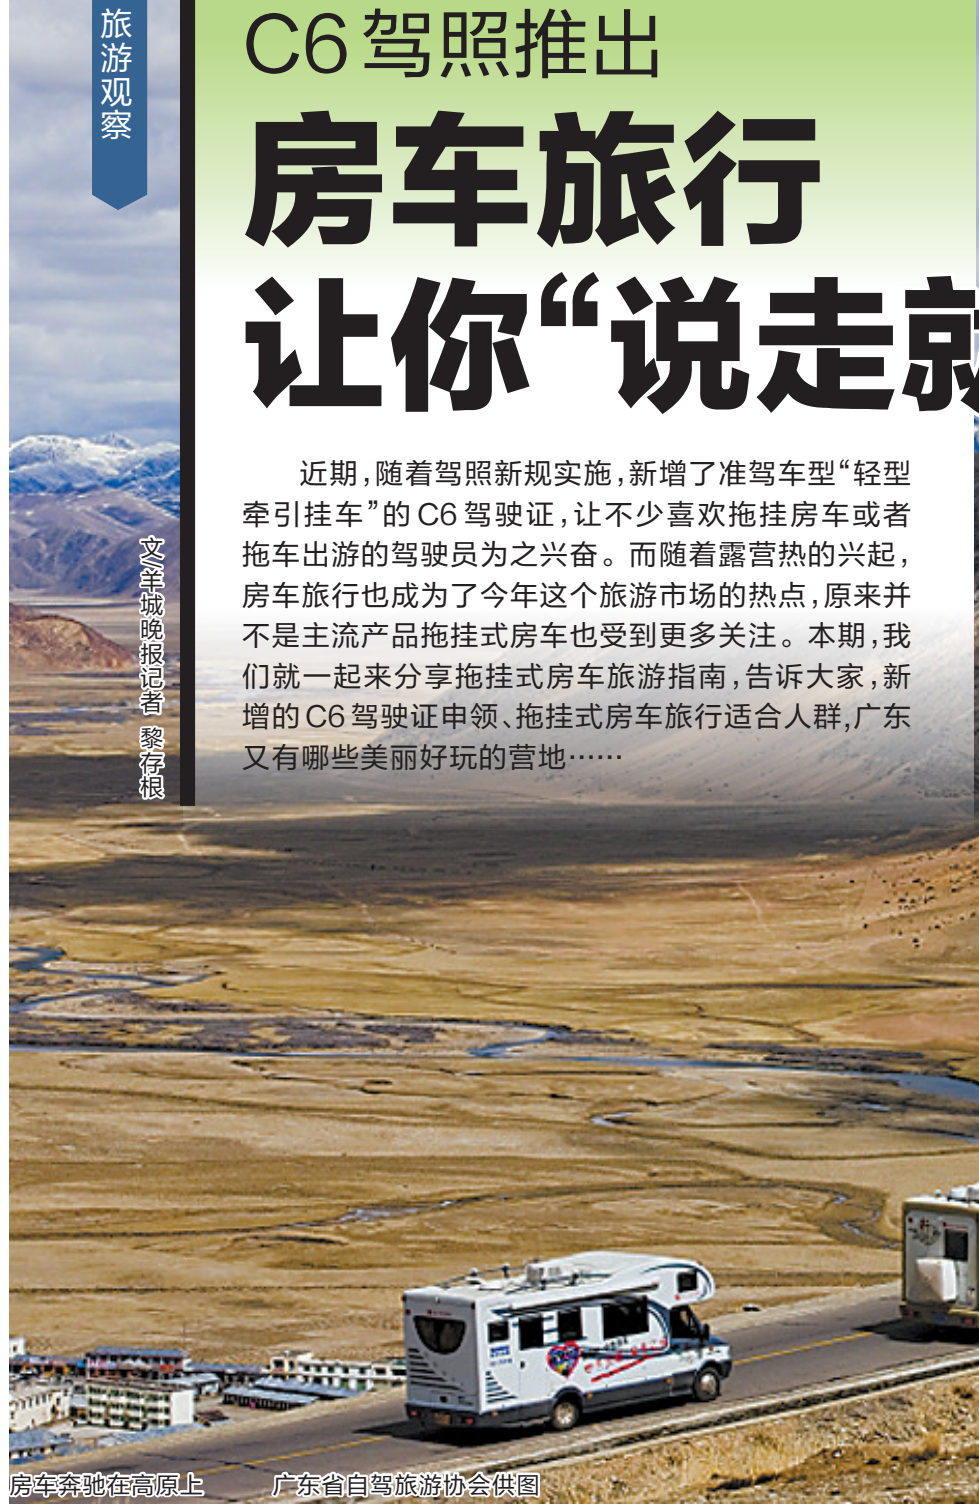 旅游观察
C6驾照推出
房车旅行
让你“说走就
近期,随着驾照新规实施,新增了准驾车型“轻型
牵引挂车”的C6驾驶证,让不少喜欢拖挂房车或者
拖车出游的驾驶员为之兴奋。而随着露营热的兴起,
房车旅行也成为了今年这个旅游市场的热点,原来并
不是主流产品拖挂式房车也受到更多关注。本期,我
们就一起来分享拖挂式房车旅游指南,告诉大家,新
增的C6驾驶证申领、拖挂式房车旅行适合人群,广东
又有哪些美丽好玩的营地……
文/羊城晚报记者 黎存根
房车奔驰在高原上 广东省自驾旅游协会供图